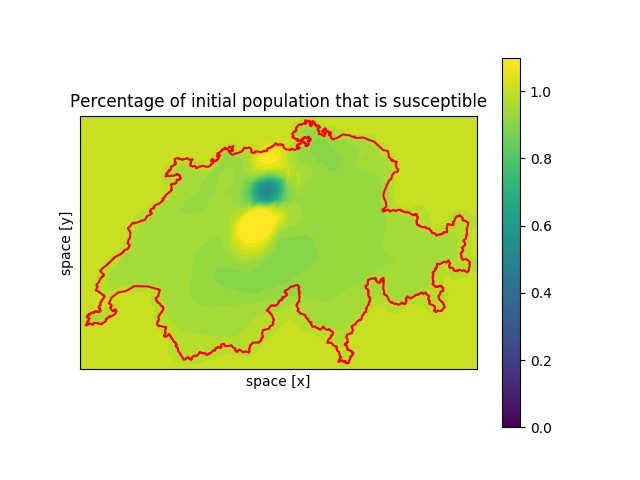 Percentage of initial population that is susceptible
space [y]
space [x]
1.0
0.8
0.6
0.4
0.2
0.0